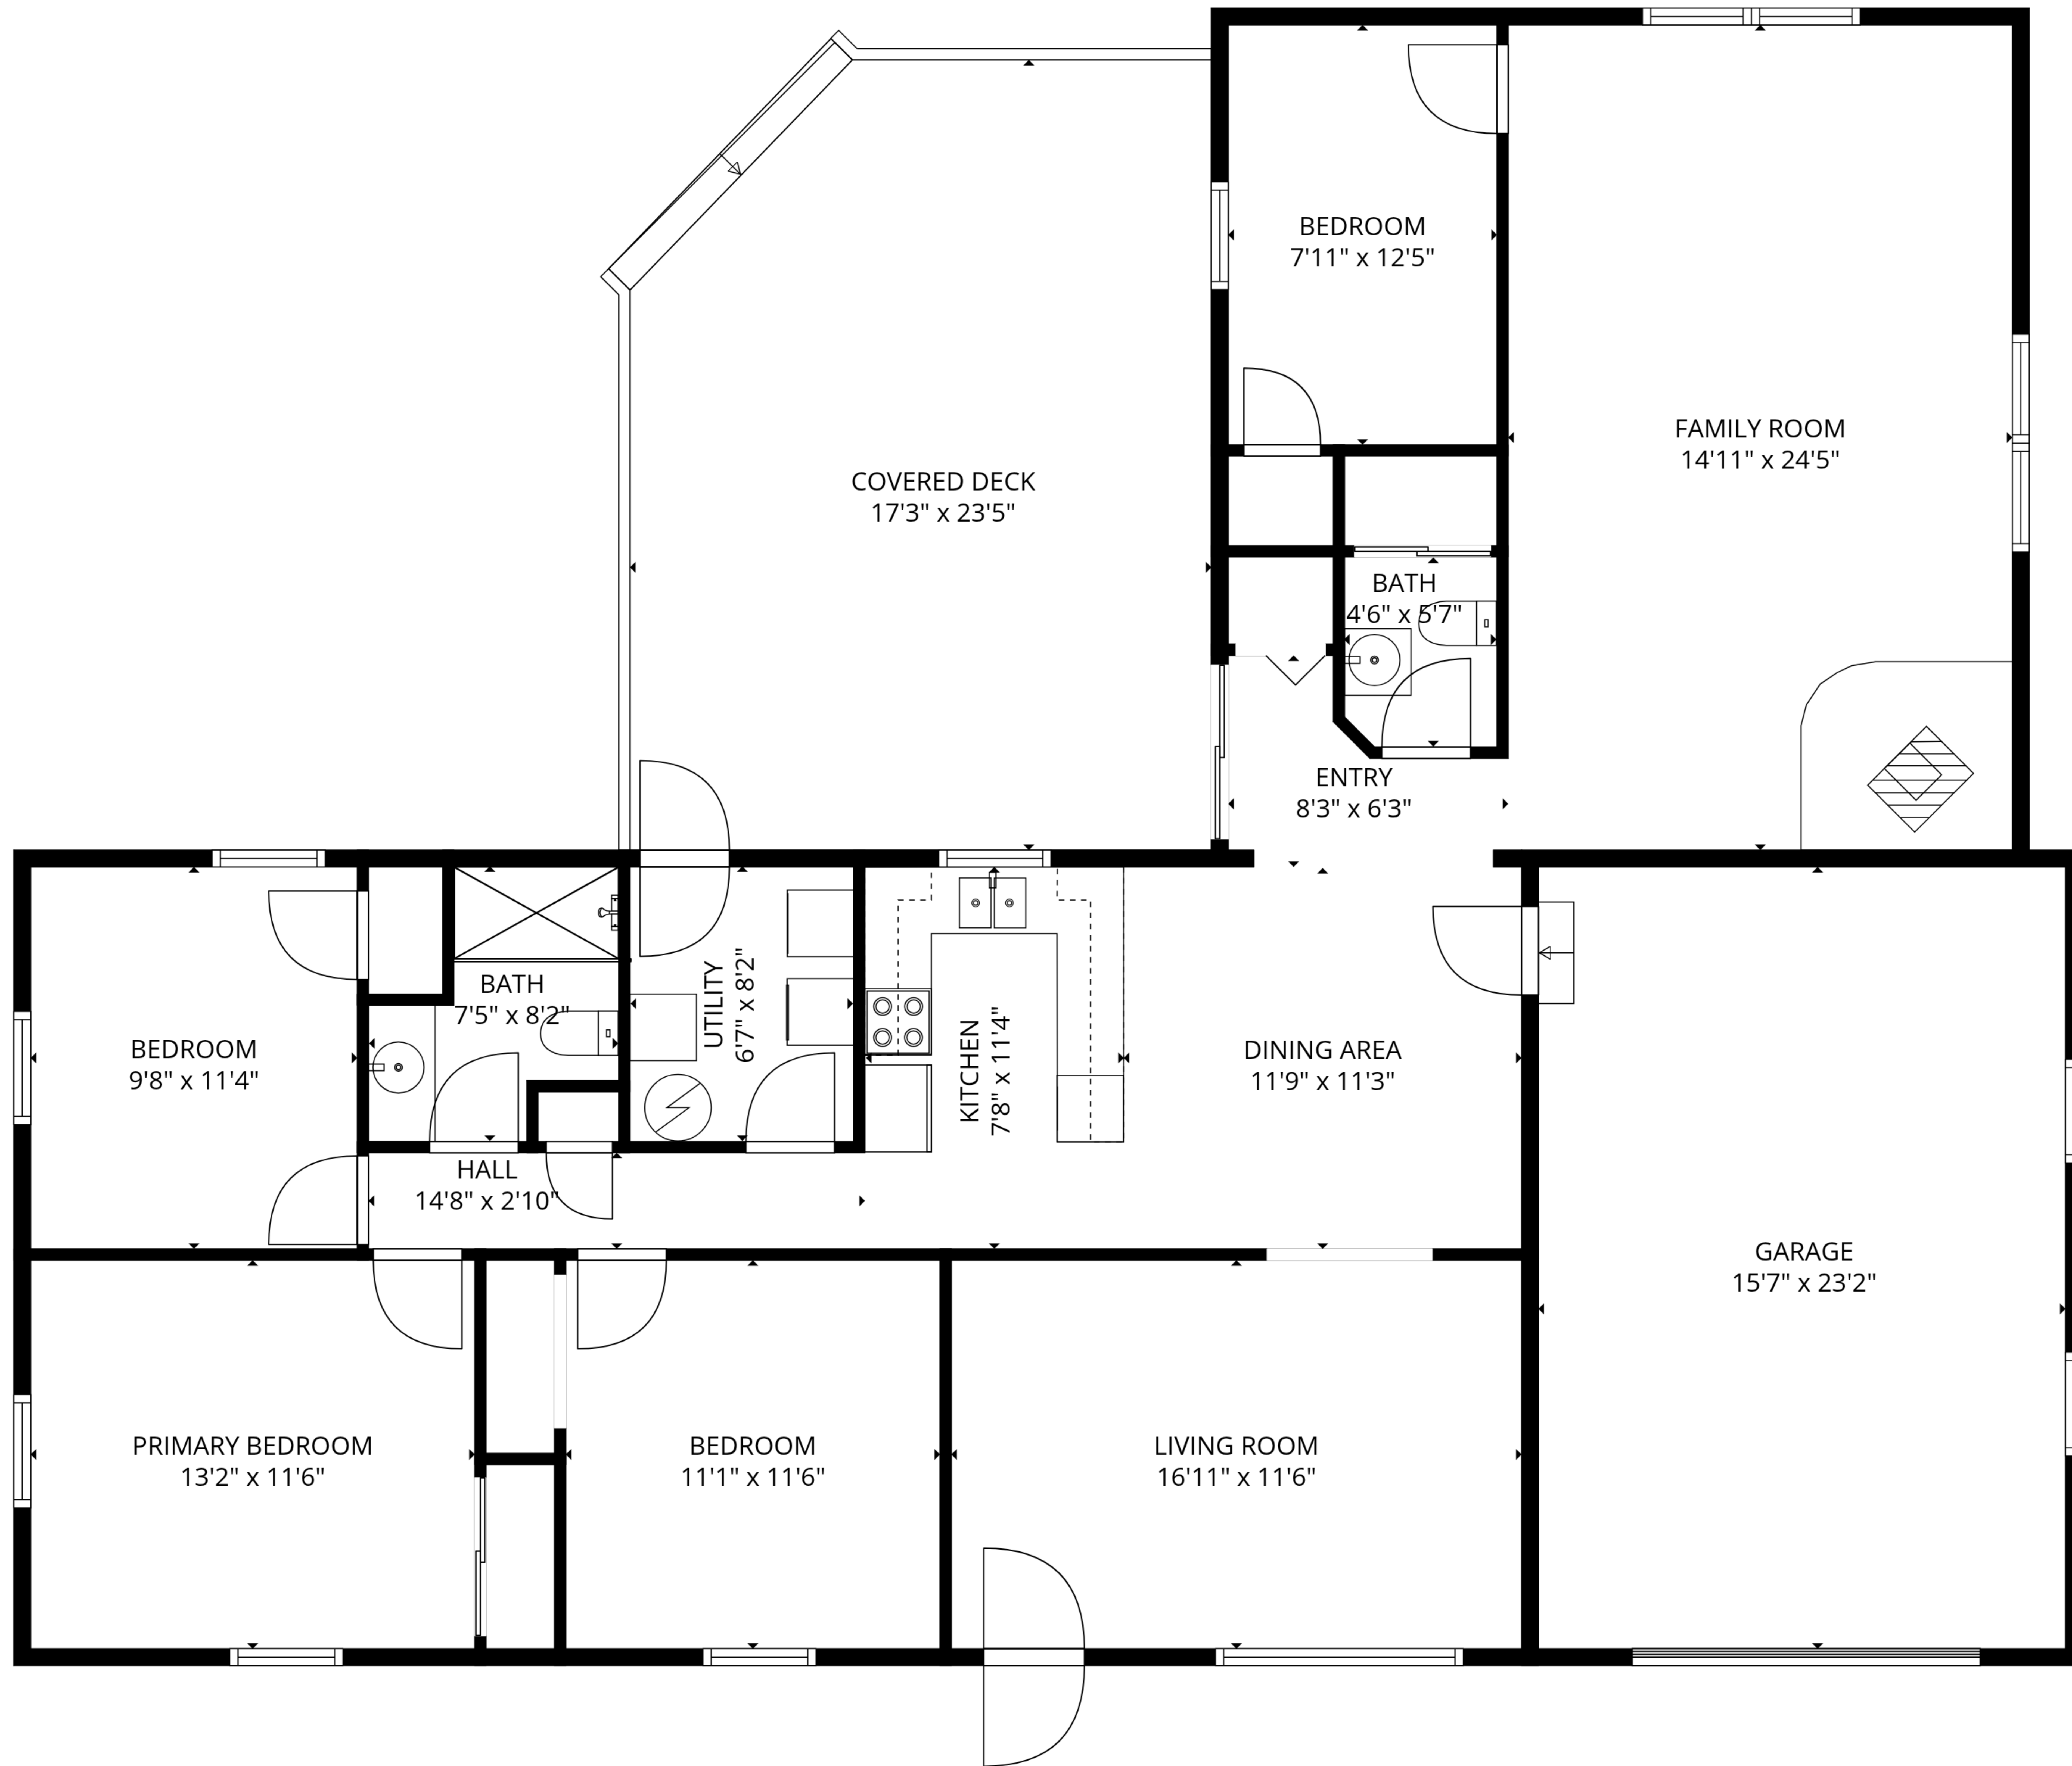 BEDROOM
7'11" x 12'5"
FAMILY ROOM
14'11" x 24'5"
COVERED DECK
17'3" x 23'5"
BATH
4'6" x 5'7"
ENTRY
8'3" x 6'3"
BATH
7'5" x 8'2"
UTILITY
6'7" x 8'2"
KITCHEN
7'8" x 11'4"
BEDROOM
9'8" x 11'4"
DINING AREA
11'9" x 11'3"
HALL
14'8" x 2'10"
GARAGE
15'7" x 23'2"
PRIMARY BEDROOM
13'2" x 11'6"
BEDROOM
11'1" x 11'6"
LIVING ROOM
16'11" x 11'6"